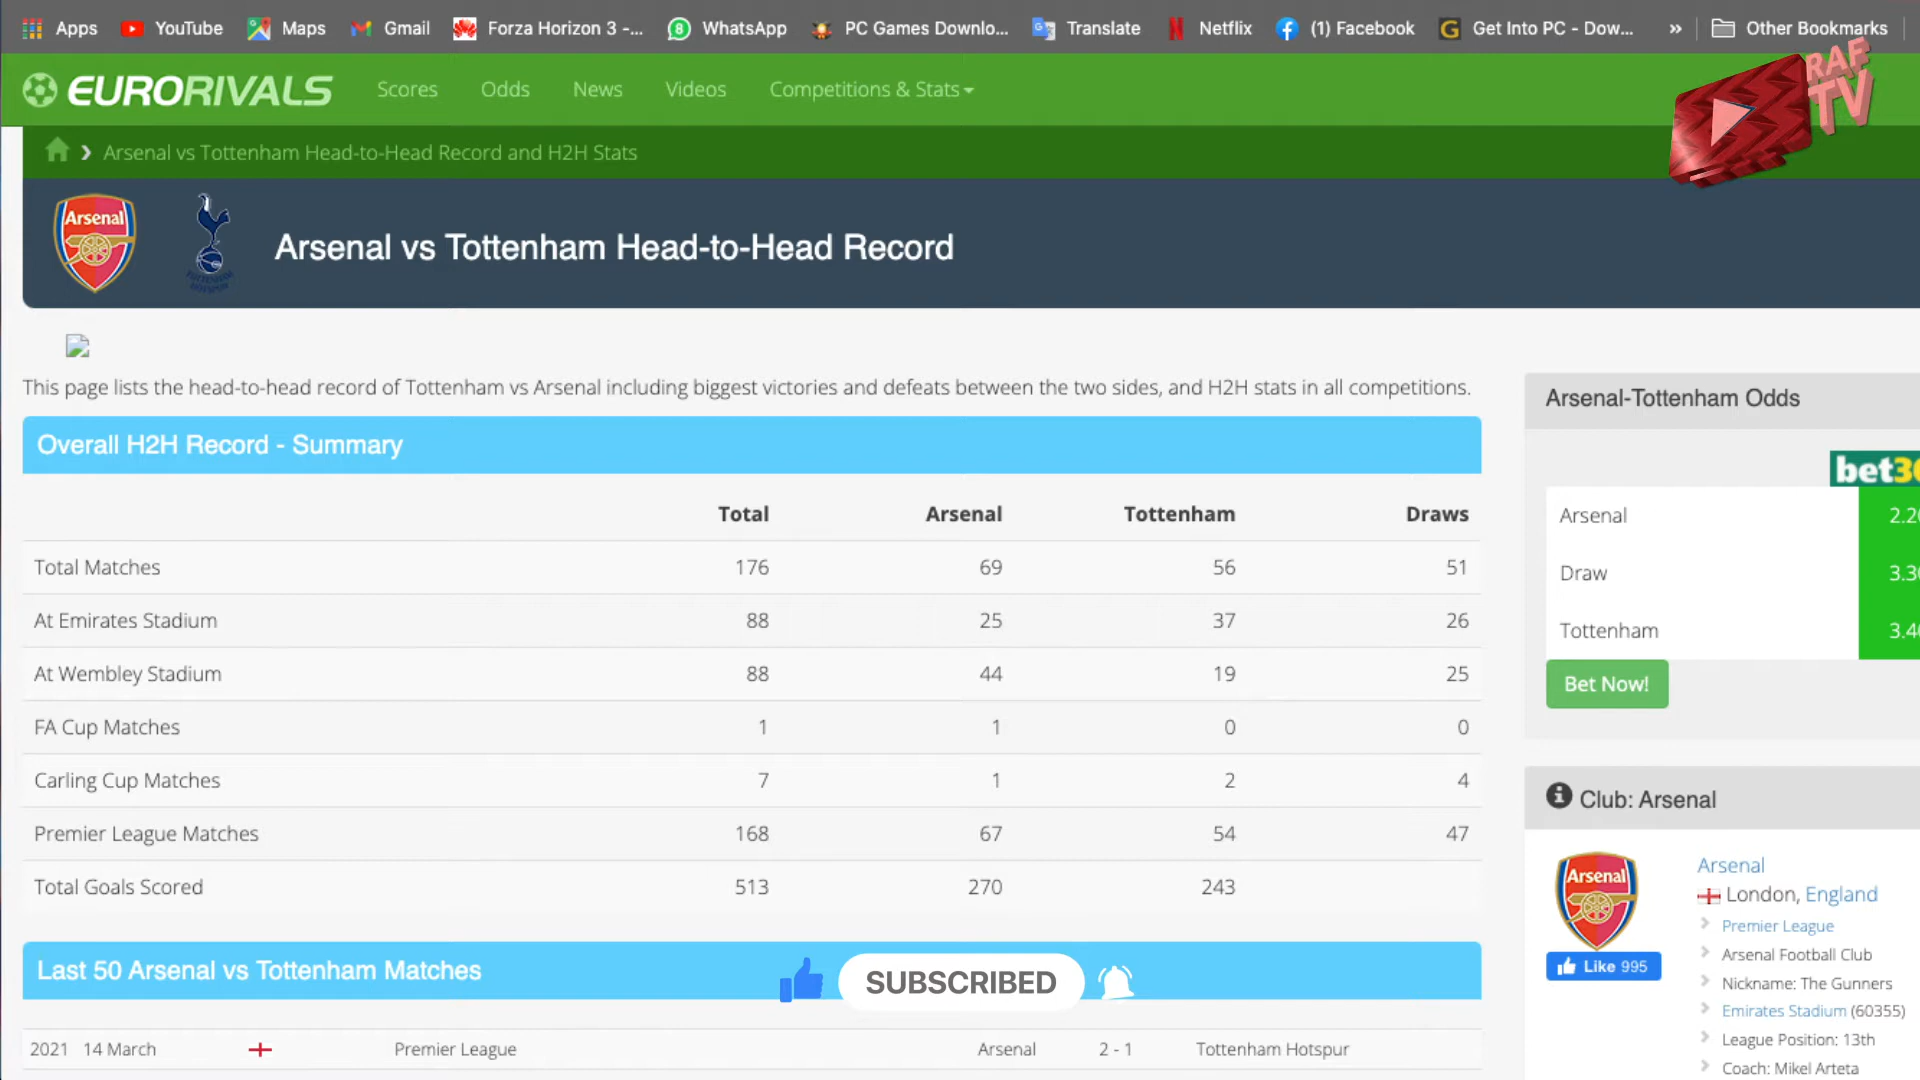 Apps YouTube Maps Gmail Forza Horizon 3 -... WhatsApp PC Games Downlo... Translate Netflix (1) Facebook Get Into PC - Dow... » Other Bookmarks
RAF
TV
EURORIVALS Scores Odds News Videos Competitions & Stats
Arsenal vs Tottenham Head-to-Head Record and H2H Stats
Arsenal
TOTTENHAM
HOTSPUR
Arsenal vs Tottenham Head-to-Head Record
This page lists the head-to-head record of Tottenham vs Arsenal including biggest victories and defeats between the two sides, and H2H stats in all competitions.
Overall H2H Record - Summary
Total Arsenal Tottenham Draws
Total Matches 176 69 56 51
At Emirates Stadium 88 25 37 26
At Wembley Stadium 88 44 19 25
FA Cup Matches 1 1 0 0
Carling Cup Matches 7 1 2 4
Premier League Matches 168 67 54 47
Total Goals Scored 513 270 243
Last 50 Arsenal vs Tottenham Matches
SUBSCRIBED
2021 14 March Premier League Arsenal 2 - 1 Tottenham Hotspur
Arsenal-Tottenham Odds
bet36
Arsenal 2.20
Draw 3.30
Tottenham 3.40
Bet Now!
Club: Arsenal
Arsenal
Like 995
Arsenal
London, England
Premier League
Arsenal Football Club
Nickname: The Gunners
Emirates Stadium (60355)
League Position: 13th
Coach: Mikel Arteta